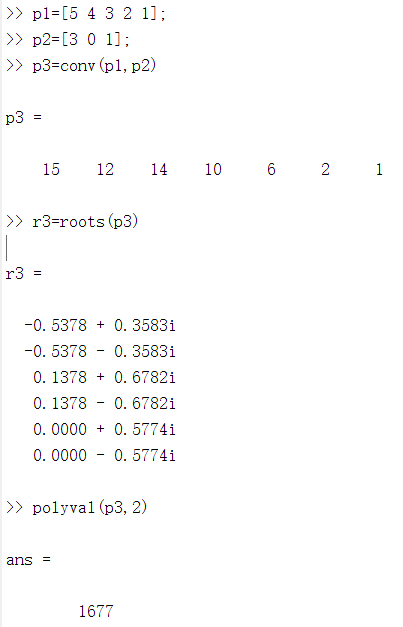 >> p1=[5 4 3 2 1];
>> p2=[3 0 1];
>> p3=conv(p1,p2)
p3 =
15 12 14 10 6 2 1
>> r3=roots(p3)
r3 =
-0.5378 + 0.3583i
-0.5378 - 0.3583i
0.1378 + 0.6782i
0.1378 - 0.6782i
0.0000 + 0.5774i
0.0000 - 0.5774i
>> polyval(p3,2)
ans =
1677